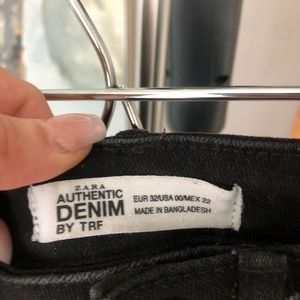 ZARA
AUTHENTIC
DENIM
BY TRF
EUR 32/USA 00/MEX 22
MADE IN BANGLADESH